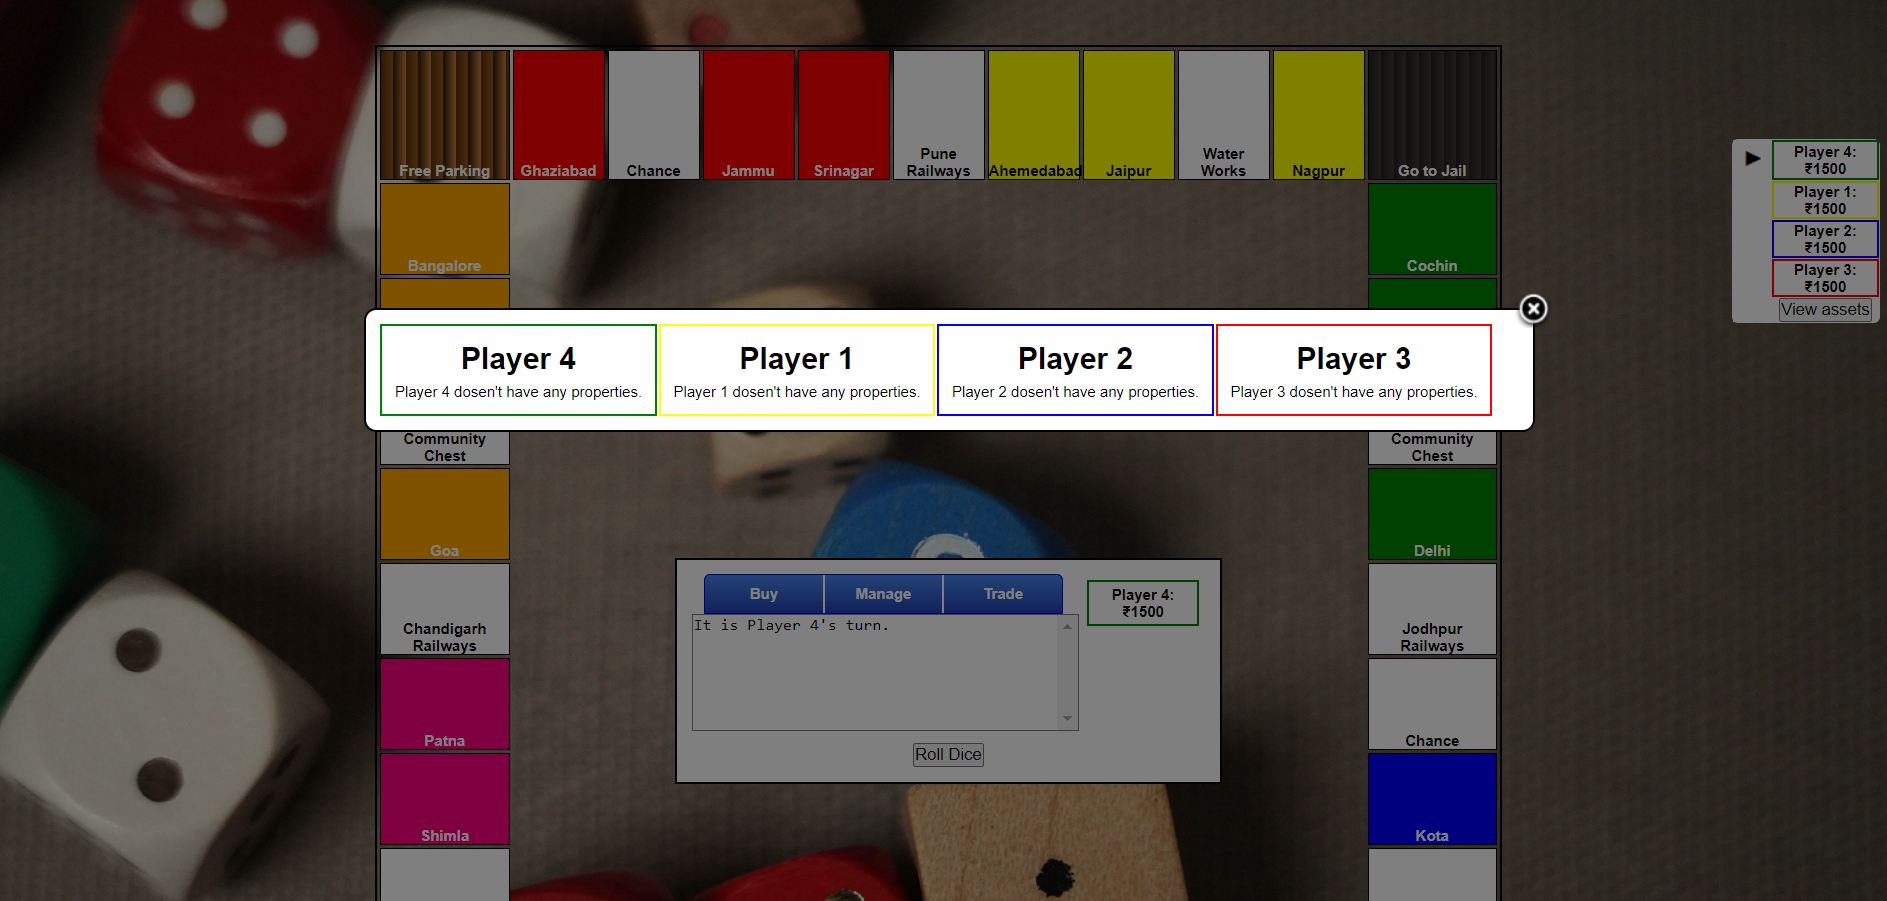 Free Parking
Ghaziabad
Chance
Jammu
Srinagar
Pune
Railways
Ahemedabad
Jaipur
Water
Works
Nagpur
Go to Jail
Player 4:
₹1500
Player 1:
₹1500
Player 2:
₹1500
Player 3:
₹1500
View assets
Bangalore
Cochin
Player 4
Player 4 dosen't have any properties.
Player 1
Player 1 dosen't have any properties.
Player 2
Player 2 dosen't have any properties.
Player 3
Player 3 dosen't have any properties.
Community
Chest
Community
Chest
Goa
Delhi
Buy
Manage
Trade
Player 4:
₹1500
It is Player 4's turn.
Roll Dice
Chandigarh
Railways
Jodhpur
Railways
Patna
Chance
Shimla
Kota